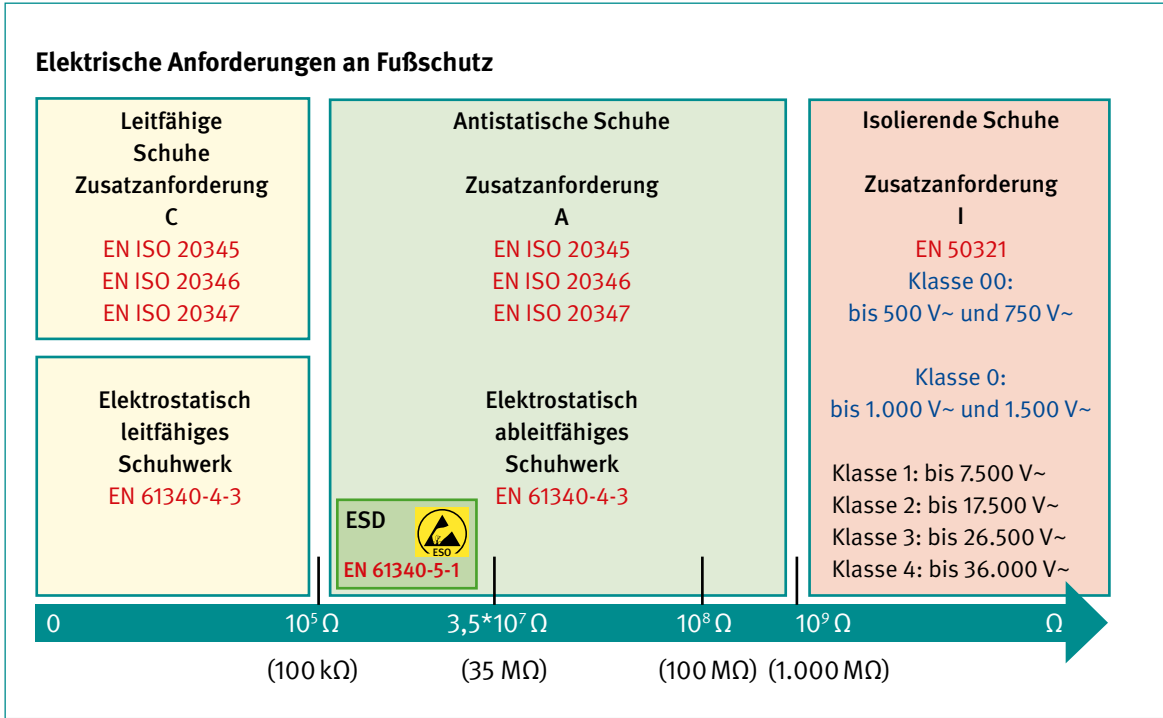 Elektrische Anforderungen an Fußschutz
Leitfähige
Schuhe
Zusatzanforderung
C
EN ISO 20345
EN ISO 20346
EN ISO 20347
Elektrostatisch
leitfähiges
Schuhwerk
EN 61340-4-3
Antistatische Schuhe
Zusatzanforderung
A
EN ISO 20345
EN ISO 20346
EN ISO 20347
Elektrostatisch
ableitfähiges
Schuhwerk
EN 61340-4-3
ESD
ESO
EN 61340-5-1
Isolierende Schuhe
Zusatzanforderung
I
EN 50321
Klasse 00:
bis 500 V~ und 750 V~
Klasse 0:
bis 1.000 V~ und 1.500 V~
Klasse 1: bis 7.500 V~
Klasse 2: bis 17.500 V~
Klasse 3: bis 26.500 V~
Klasse 4: bis 36.000 V~
0 10⁵ Ω 3,5*10⁷ Ω 10⁸ Ω 10⁹ Ω Ω
(100 kΩ) (35 MΩ) (100 MΩ) (1.000 MΩ)